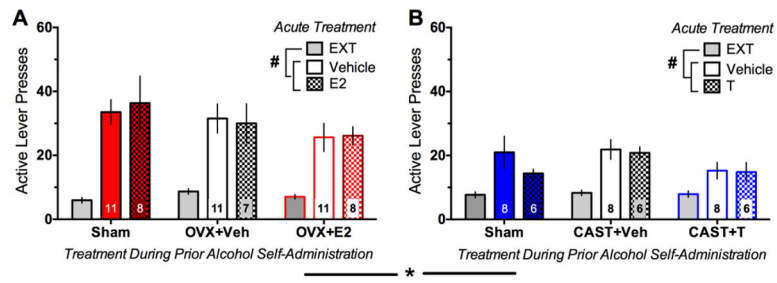 A
Acute Treatment
EXT
# Vehicle
E2
Active Lever Presses
60
40
20
0
11 8 11 7 11 8
Sham OVX+Veh OVX+E2
Treatment During Prior Alcohol Self-Administration
B
Acute Treatment
EXT
# Vehicle
T
Active Lever Presses
60
40
20
0
8 6 8 6 8 6
Sham CAST+Veh CAST+T
Treatment During Prior Alcohol Self-Administration
*